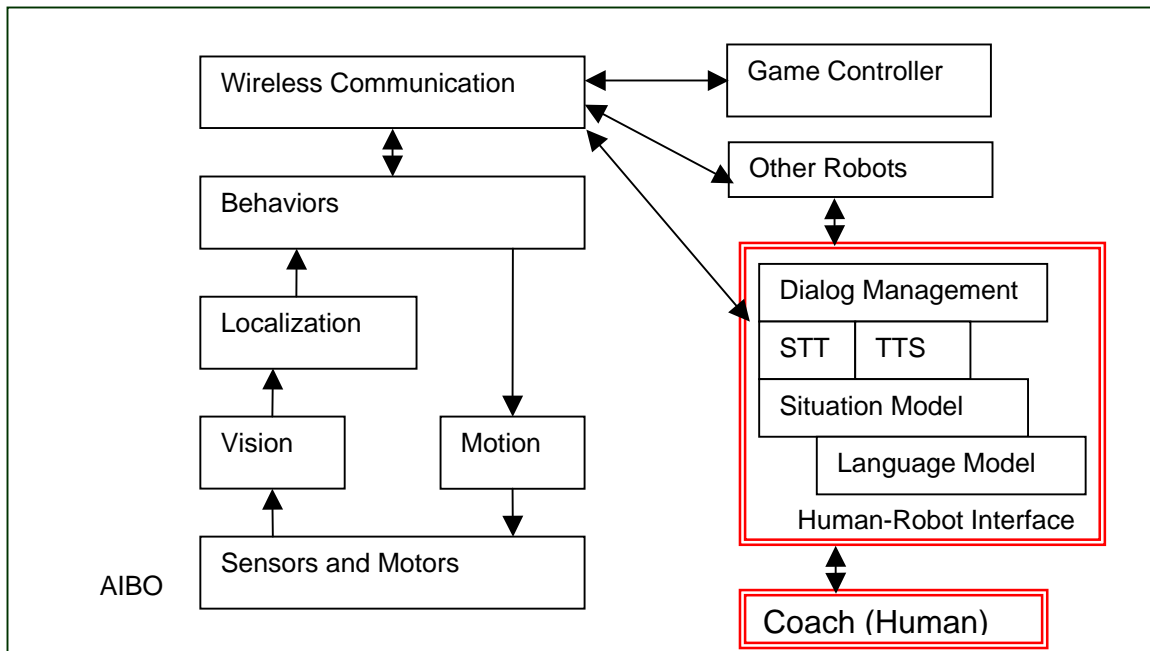 Wireless Communication
Game Controller
Other Robots
Behaviors
Dialog Management
Localization
STT
TTS
Situation Model
Vision
Motion
Language Model
Human-Robot Interface
Sensors and Motors
AIBO
Coach (Human)